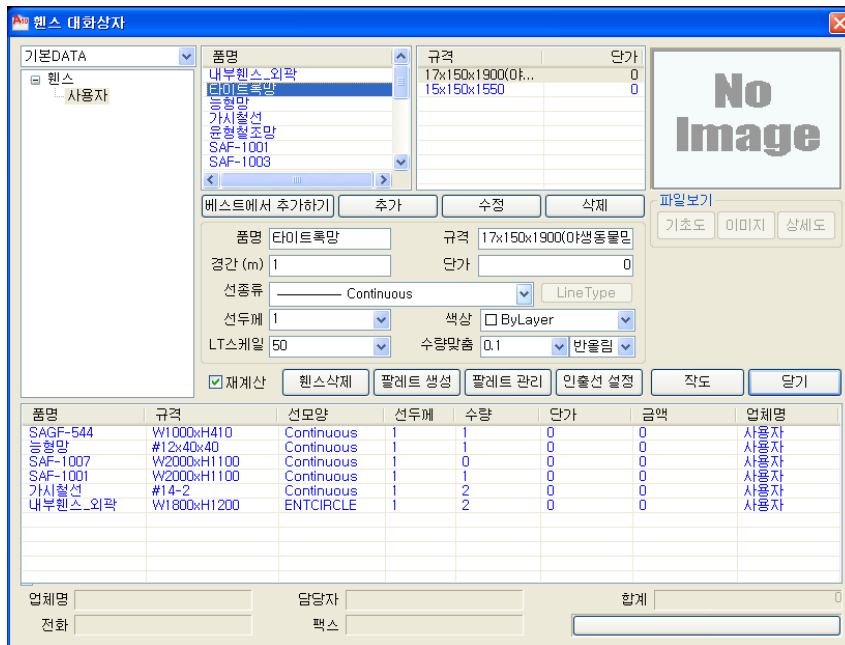 휀스 대화상자
기본DATA
휀스
사용자
품명
내부휀스_외곽
타이트록망
능형망
가시철선
윤형철조망
SAF-1001
SAF-1003
규격 단가
17x150x1900(야... 0
15x150x1550 0
No
Image
베스트에서 추가하기 추가 수정 삭제
파일보기
기초도 이미지 상세도
품명 타이트록망 규격 17x150x1900(야생동물망
경간 (m) 1 단가 0
선종류 Continuous LineType
선두께 1 색상 ByLayer
LT스케일 50 수량맞춤 0.1 반올림
재계산 휀스삭제 팔레트 생성 팔레트 관리 인출선 설정 작도 닫기
품명 규격 선모양 선두께 수량 단가 금액 업체명
SAGF-544 W1000xH410 Continuous 1 1 0 0 사용자
능형망 #12x40x40 Continuous 1 1 0 0 사용자
SAF-1007 W2000xH1100 Continuous 1 0 0 0 사용자
SAF-1001 W2000xH1100 Continuous 1 1 0 0 사용자
가시철선 #14-2 Continuous 1 2 0 0 사용자
내부휀스_외곽 W1800xH1200 ENTCIRCLE 1 2 0 0 사용자
업체명 담당자 합계 0
전화 팩스